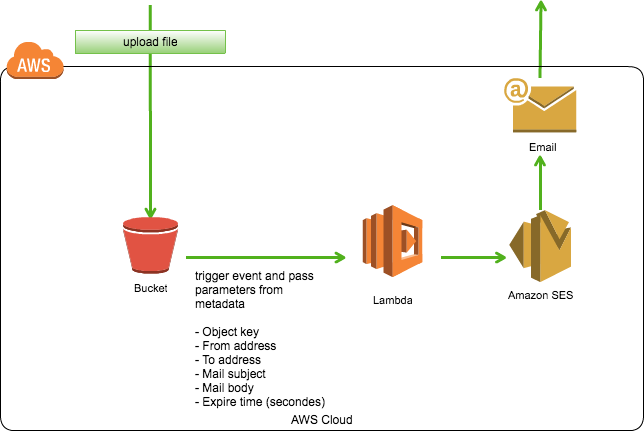 upload file
AWS
@
Email
Bucket
trigger event and pass
parameters from
metadata
- Object key
- From address
- To address
- Mail subject
- Mail body
- Expire time (secondes)
Lambda
Amazon SES
AWS Cloud